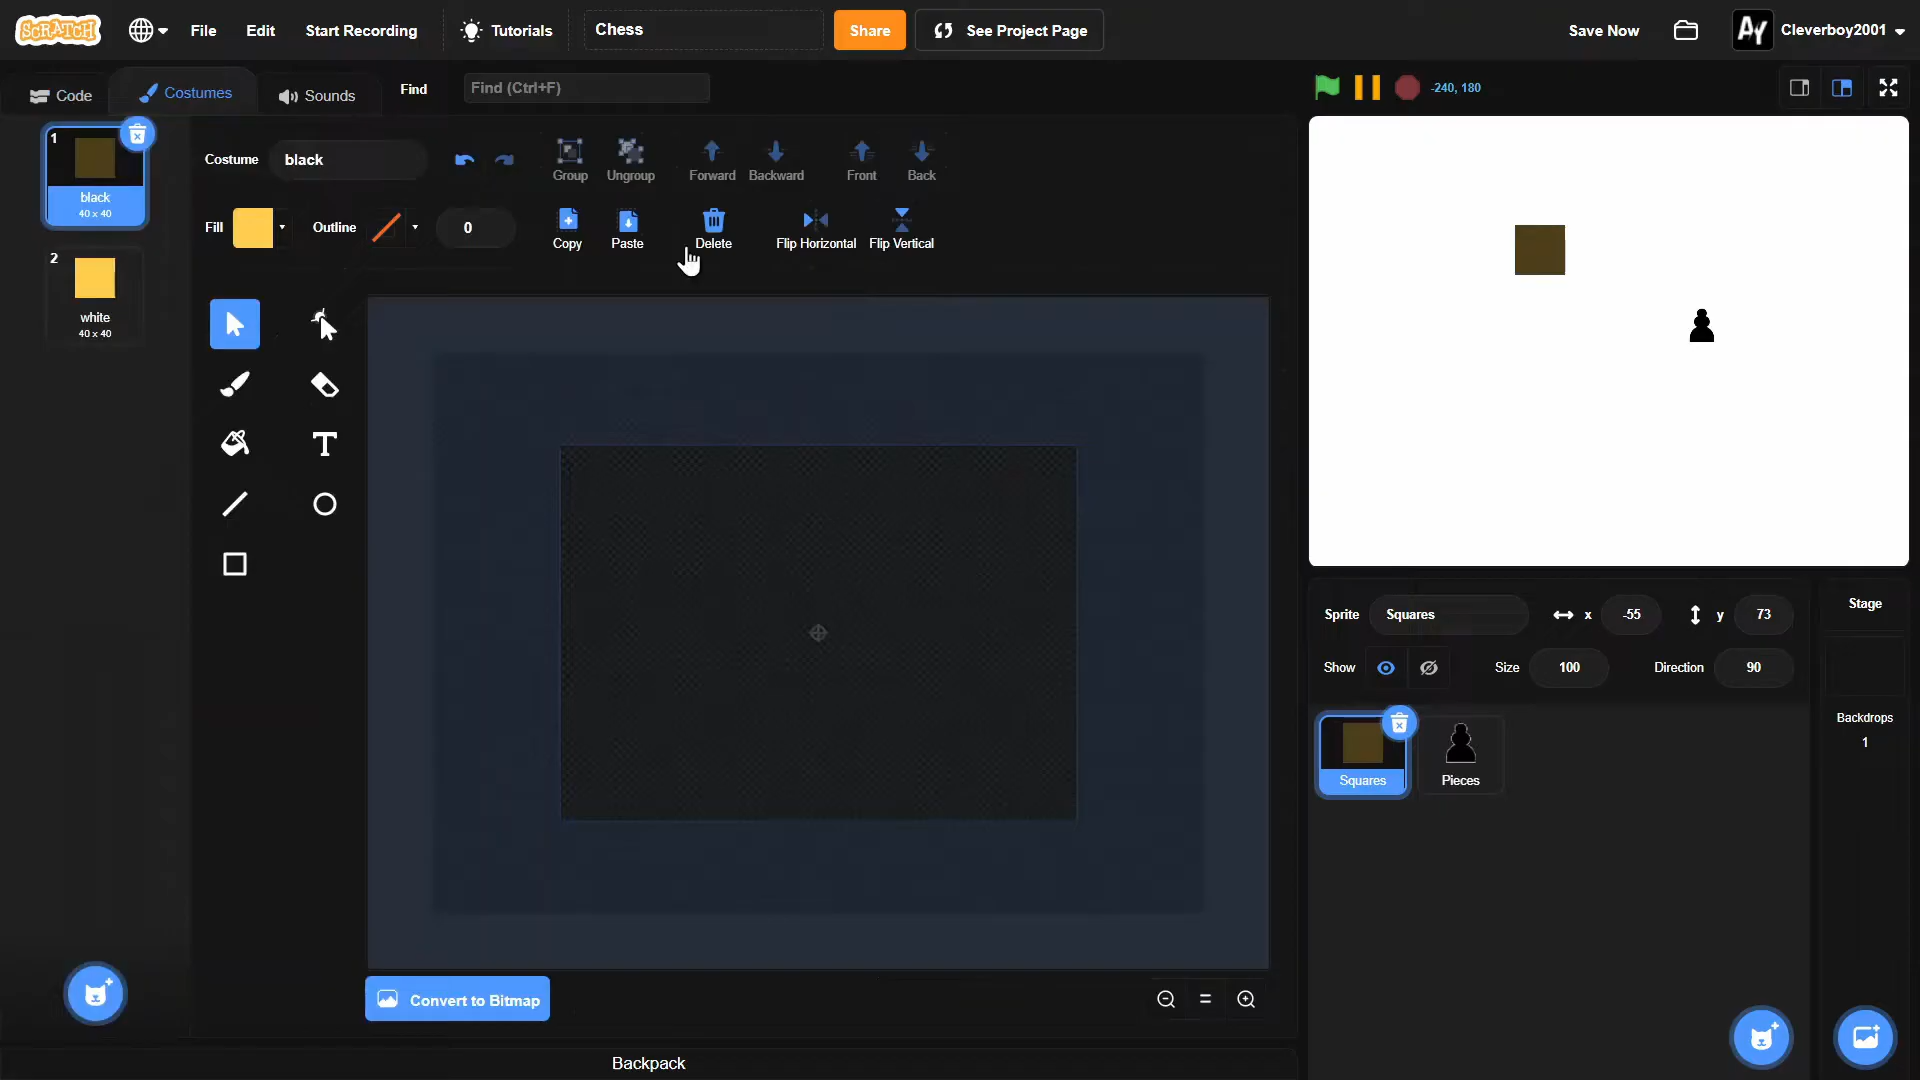 SCRATCH File Edit Start Recording Tutorials Chess Share See Project Page Save Now Ay Cleverboy2001
Code Costumes Sounds Find Find (Ctrl+F) -240, 180
1
black
40 x 40
2
white
40 x 40
Costume black Group Ungroup Forward Backward Front Back
Fill Outline 0 Copy Paste Delete Flip Horizontal Flip Vertical
T
Convert to Bitmap
Backpack
Sprite Squares x -55 y 73
Show Size 100 Direction 90
Squares Pieces
Stage
Backdrops
1